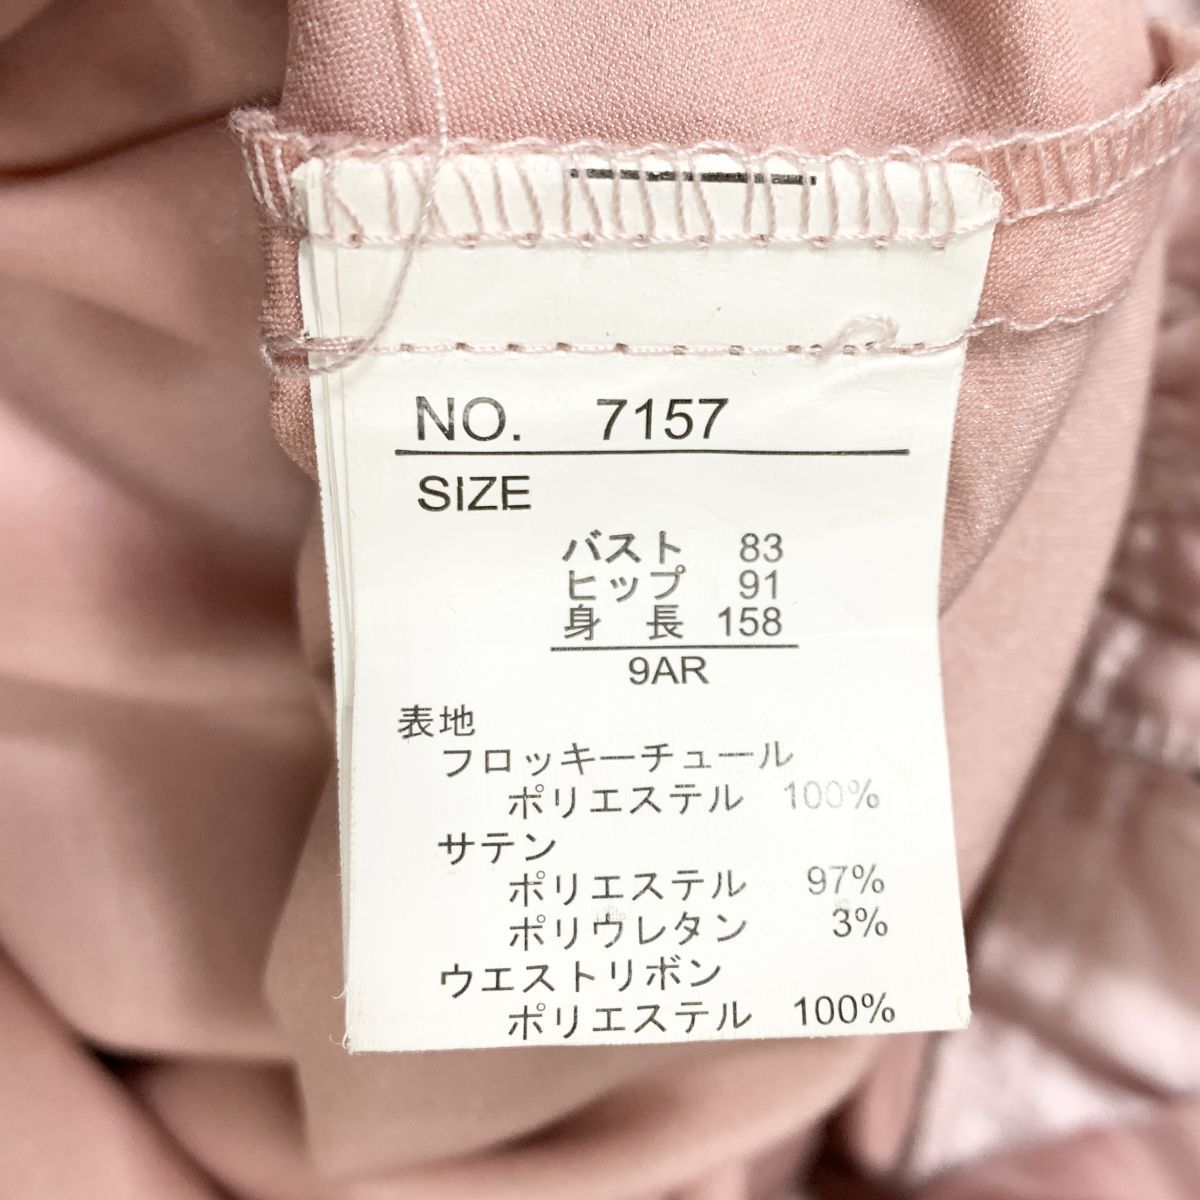 NO. 7157
SIZE
バスト 83
ヒップ 91
身 長 158
9AR
表地
フロッキーチュール
ポリエステル 100%
サテン
ポリエステル 97%
ポリウレタン 3%
ウエストリボン
ポリエステル 100%